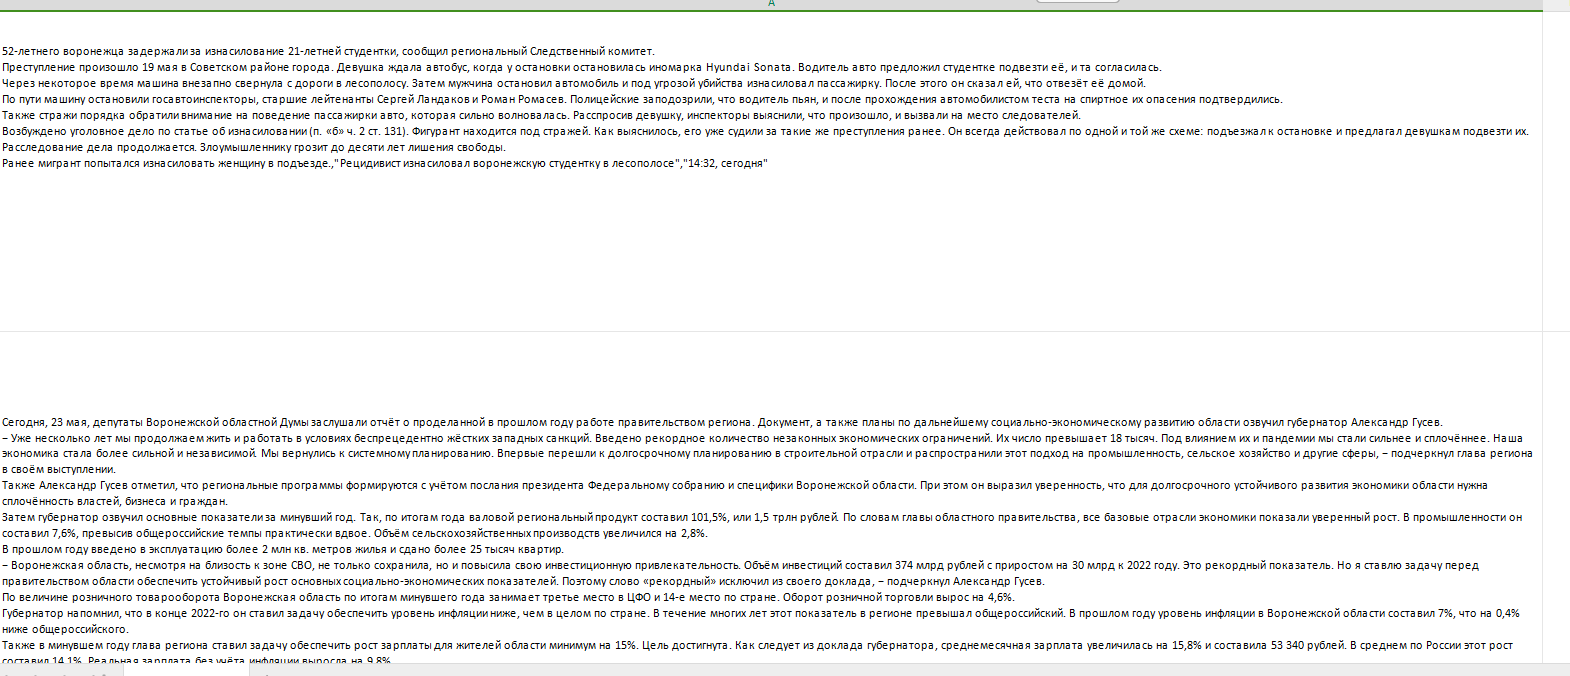 A
52-летнего воронежца задержали за изнасилование 21-летней студентки, сообщил региональный Следственный комитет.
Преступление произошло 19 мая в Советском районе города. Девушка ждала автобус, когда у остановки остановилась иномарка Hyundai Sonata. Водитель авто предложил студентке подвезти её, и та согласилась.
Через некоторое время машина внезапно свернула с дороги в лесополосу. Затем мужчина остановил автомобиль и под угрозой убийства изнасиловал пассажирку. После этого он сказал ей, что отвезёт её домой.
По пути машину остановили госавтоинспекторы, старшие лейтенанты Сергей Ландаков и Роман Ромасев. Полицейские заподозрили, что водитель пьян, и после прохождения автомобилистом теста на спиртное их опасения подтвердились.
Также стражи порядка обратили внимание на поведение пассажирки авто, которая сильно волновалась. Расспросив девушку, инспекторы выяснили, что произошло, и вызвали на место следователей.
Возбуждено уголовное дело по статье об изнасиловании (п. «б» ч. 2 ст. 131). Фигурант находится под стражей. Как выяснилось, его уже судили за такие же преступления ранее. Он всегда действовал по одной и той же схеме: подъезжал к остановке и предлагал девушкам подвезти их.
Расследование дела продолжается. Злоумышленнику грозит до десяти лет лишения свободы.
Ранее мигрант попытался изнасиловать женщину в подъезде.,"Рецидивист изнасиловал воронежскую студентку в лесополосе","14:32, сегодня"
Сегодня, 23 мая, депутаты Воронежской областной Думы заслушали отчёт о проделанной в прошлом году работе правительством региона. Документ, а также планы по дальнейшему социально-экономическому развитию области озвучил губернатор Александр Гусев.
− Уже несколько лет мы продолжаем жить и работать в условиях беспрецедентно жёстких западных санкций. Введено рекордное количество незаконных экономических ограничений. Их число превышает 18 тысяч. Под влиянием их и пандемии мы стали сильнее и сплочённее. Наша
экономика стала более сильной и независимой. Мы вернулись к системному планированию. Впервые перешли к долгосрочному планированию в строительной отрасли и распространили этот подход на промышленность, сельское хозяйство и другие сферы, − подчеркнул глава региона
в своём выступлении.
Также Александр Гусев отметил, что региональные программы формируются с учётом послания президента Федеральному собранию и специфики Воронежской области. При этом он выразил уверенность, что для долгосрочного устойчивого развития экономики области нужна
сплочённость властей, бизнеса и граждан.
Затем губернатор озвучил основные показатели за минувший год. Так, по итогам года валовой региональный продукт составил 101,5%, или 1,5 трлн рублей. По словам главы областного правительства, все базовые отрасли экономики показали уверенный рост. В промышленности он
составил 7,6%, превысив общероссийские темпы практически вдвое. Объём сельскохозяйственных производств увеличился на 2,8%.
В прошлом году введено в эксплуатацию более 2 млн кв. метров жилья и сдано более 25 тысяч квартир.
− Воронежская область, несмотря на близость к зоне СВО, не только сохранила, но и повысила свою инвестиционную привлекательность. Объём инвестиций составил 374 млрд рублей с приростом на 30 млрд к 2022 году. Это рекордный показатель. Но я ставлю задачу перед
правительством области обеспечить устойчивый рост основных социально-экономических показателей. Поэтому слово «рекордный» исключил из своего доклада, − подчеркнул Александр Гусев.
По величине розничного товарооборота Воронежская область по итогам минувшего года занимает третье место в ЦФО и 14-е место по стране. Оборот розничной торговли вырос на 4,6%.
Губернатор напомнил, что в конце 2022-го он ставил задачу обеспечить уровень инфляции ниже, чем в целом по стране. В течение многих лет этот показатель в регионе превышал общероссийский. В прошлом году уровень инфляции в Воронежской области составил 7%, что на 0,4%
ниже общероссийского.
Также в минувшем году глава региона ставил задачу обеспечить рост зарплаты для жителей области минимум на 15%. Цель достигнута. Как следует из доклада губернатора, среднемесячная зарплата увеличилась на 15,8% и составила 53 340 рублей. В среднем по России этот рост
составил 14,1%. Реальная зарплата без учёта инфляции выросла на 9,8%.